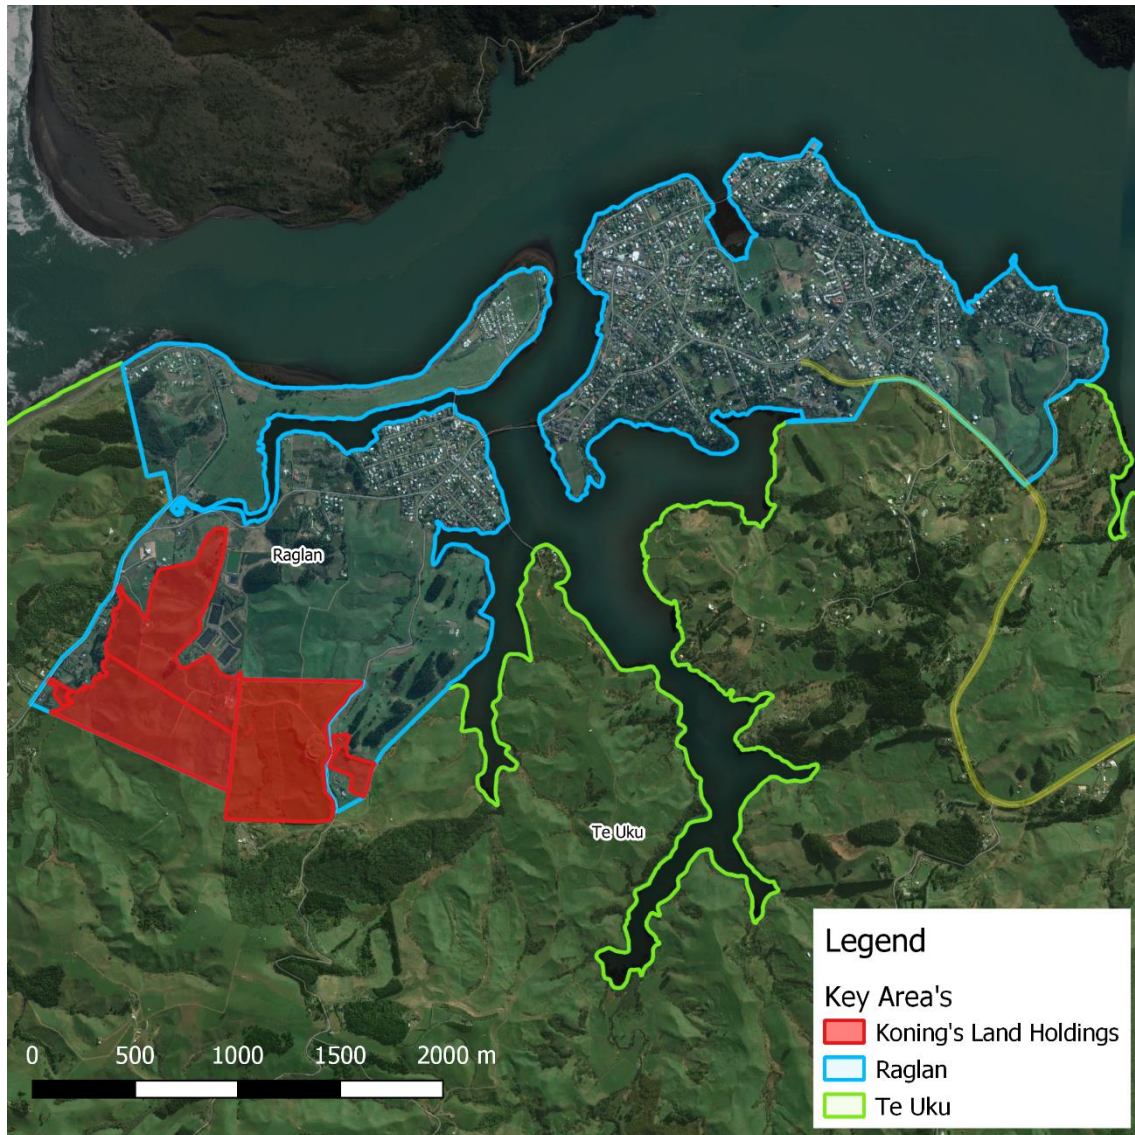 Raglan
Te Uku
Legend
Key Area's
Koning's Land Holdings
Raglan
Te Uku
0 500 1000 1500 2000 m